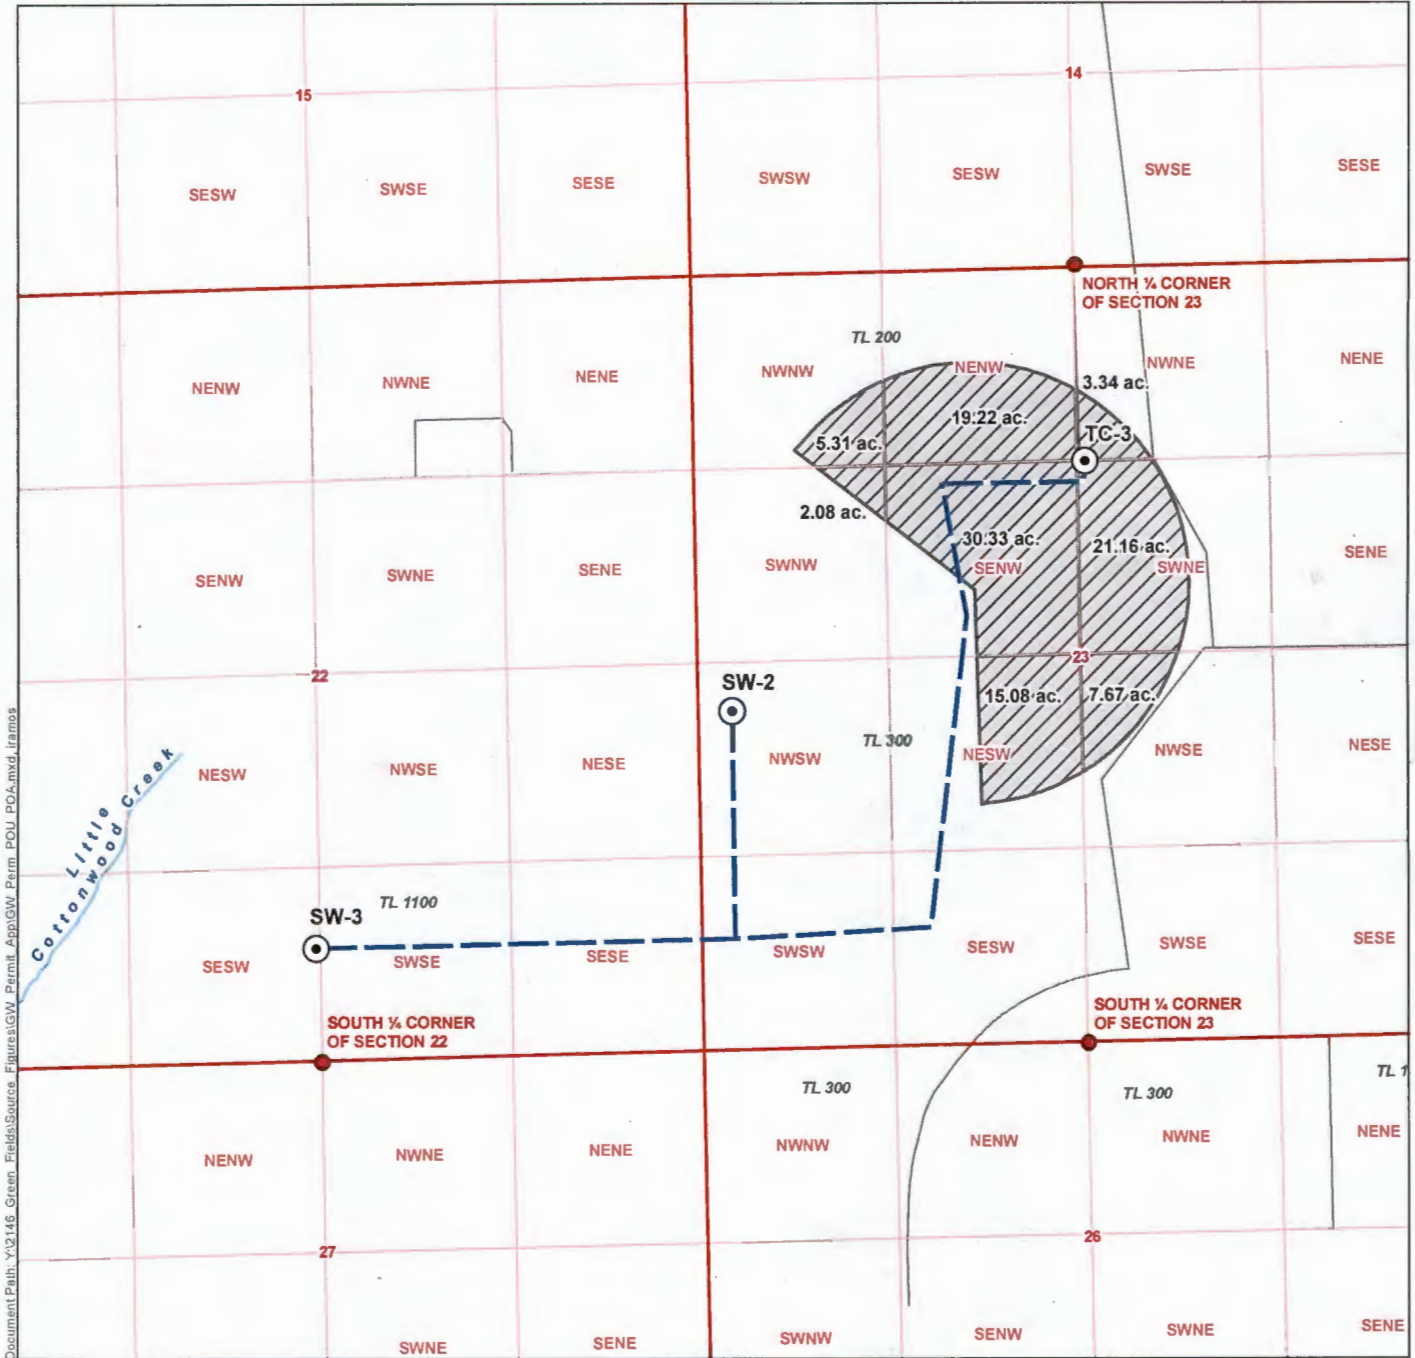 14
15
SESW
SWSE
SESE
SWSW
SESW
SWSE
SESE
NORTH ¼ CORNER
OF SECTION 23
TL 200
NENW
NWNE
NENE
NWNW
NENW
NWNE
NENE
3.34 ac.
19.22 ac.
5.31 ac.
TC-3
2.08 ac.
30.33 ac.
21.16 ac.
SENW
SWNE
SENE
SWNW
SENW
SWNE
SENE
22
23
SW-2
15.08 ac.
7.67 ac.
TL 300
NESW
NWSE
NESE
NWSW
NESW
NWSE
NESE
Little
Cottonwood Creek
TL 1100
SW-3
SESW
SWSE
SESE
SWSW
SESW
SWSE
SESE
SOUTH ¼ CORNER
OF SECTION 22
SOUTH ¼ CORNER
OF SECTION 23
TL 300
TL 300
TL 1
NENW
NWNE
NENE
NWNW
NENW
NWNE
NENE
27
26
SWNE
SENE
SWNW
SENW
SWNE
SENE
Document Path: Y:\2146_Green_Fields\Source_Figures\GW_Permit_App\GW_Perm_POU_POA.mxd, iramos